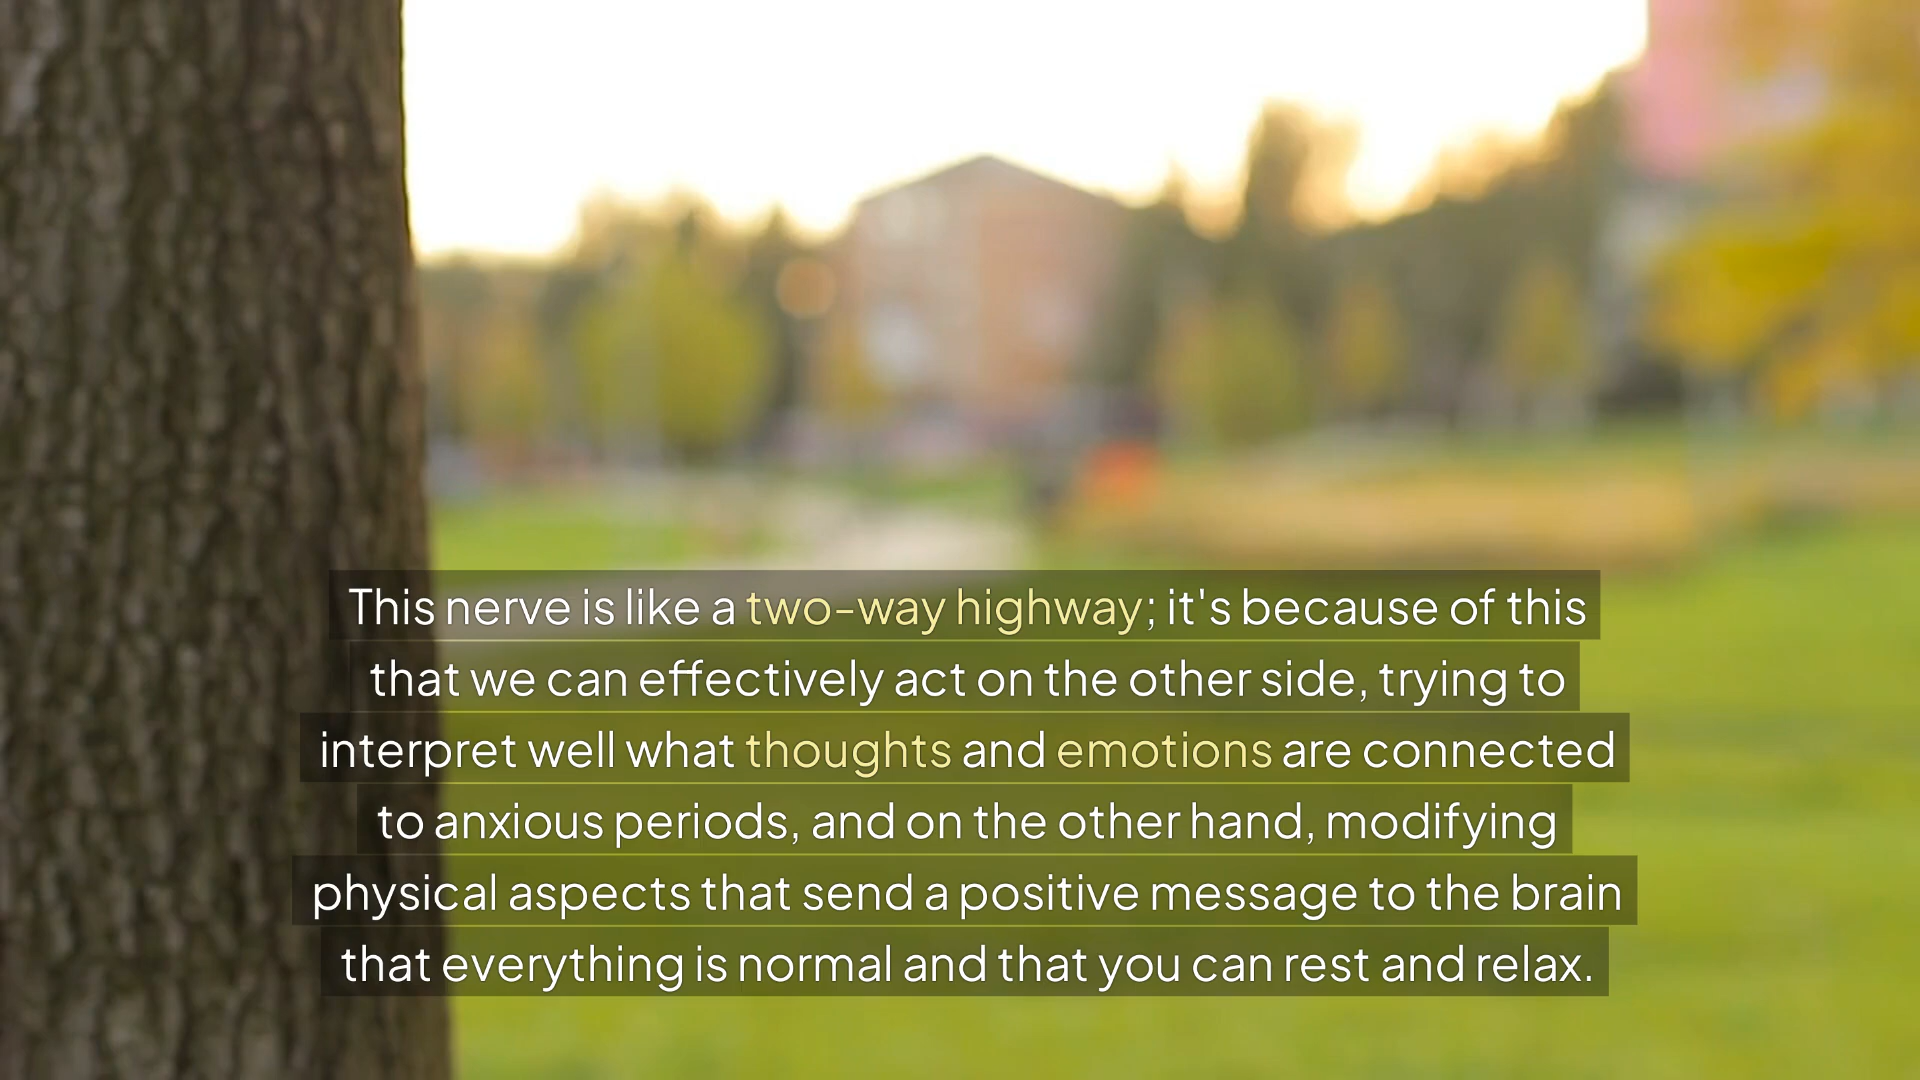 This nerve is like a two-way highway; it's because of this
that we can effectively act on the other side, trying to
interpret well what thoughts and emotions are connected
to anxious periods, and on the other hand, modifying
physical aspects that send a positive message to the brain
that everything is normal and that you can rest and relax.